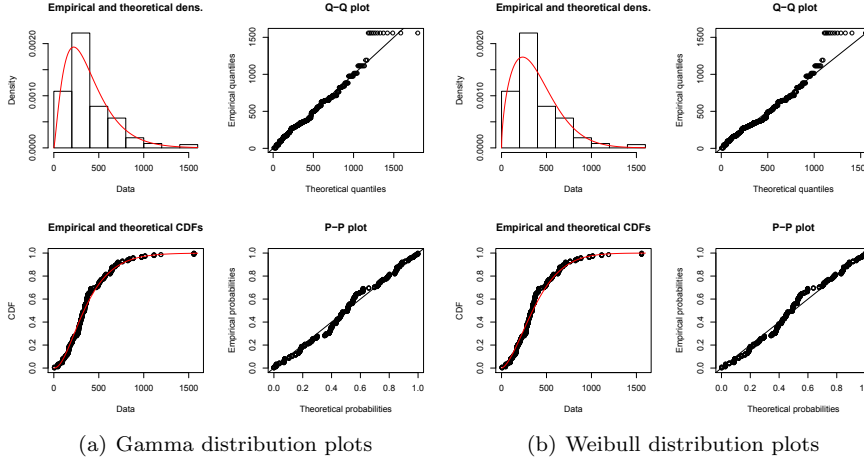 Empirical and theoretical dens.
Density
0.0000
0.0010
0.0020
0
500
1000
1500
Data
Q−Q plot
Empirical quantiles
0
500
1000
1500
0
500
1000
1500
Theoretical quantiles
Empirical and theoretical CDFs
CDF
0.0
0.2
0.4
0.6
0.8
1.0
0
500
1000
1500
Data
P−P plot
Empirical probabilities
0.0
0.2
0.4
0.6
0.8
1.0
0.0
0.2
0.4
0.6
0.8
1.0
Theoretical probabilities
(a) Gamma distribution plots
Empirical and theoretical dens.
Density
0.0000
0.0010
0.0020
0
500
1000
1500
Data
Q−Q plot
Empirical quantiles
0
500
1000
1500
0
500
1000
Theoretical quantiles
Empirical and theoretical CDFs
CDF
0.0
0.2
0.4
0.6
0.8
1.0
0
500
1000
1500
Data
P−P plot
Empirical probabilities
0.0
0.2
0.4
0.6
0.8
1.0
0.0
0.2
0.4
0.6
0.8
Theoretical probabilities
(b) Weibull distribution plots